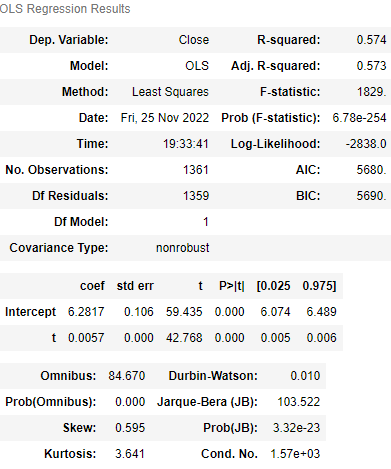 OLS Regression Results
Dep. Variable: Close R-squared: 0.574
Model: OLS Adj. R-squared: 0.573
Method: Least Squares F-statistic: 1829.
Date: Fri, 25 Nov 2022 Prob (F-statistic): 6.78e-254
Time: 19:33:41 Log-Likelihood: -2838.0
No. Observations: 1361 AIC: 5680.
Df Residuals: 1359 BIC: 5690.
Df Model: 1
Covariance Type: nonrobust
coef std err t P>|t| [0.025 0.975]
Intercept 6.2817 0.106 59.435 0.000 6.074 6.489
t 0.0057 0.000 42.768 0.000 0.005 0.006
Omnibus: 84.670 Durbin-Watson: 0.010
Prob(Omnibus): 0.000 Jarque-Bera (JB): 103.522
Skew: 0.595 Prob(JB): 3.32e-23
Kurtosis: 3.641 Cond. No. 1.57e+03